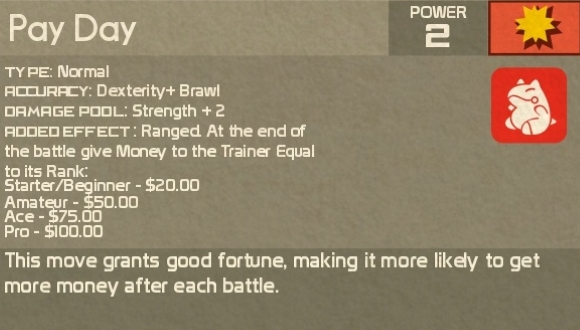 Pay Day
POWER
2
TYPE: Normal
ACCURACY: Dexterity+ Brawl
DAMAGE POOL: Strength + 2
ADDED EFFECT: Ranged. At the end of
the battle give Money to the Trainer Equal
to its Rank:
Starter/Beginner - $20.00
Amateur - $50.00
Ace - $75.00
Pro - $100.00
This move grants good fortune, making it more likely to get
more money after each battle.